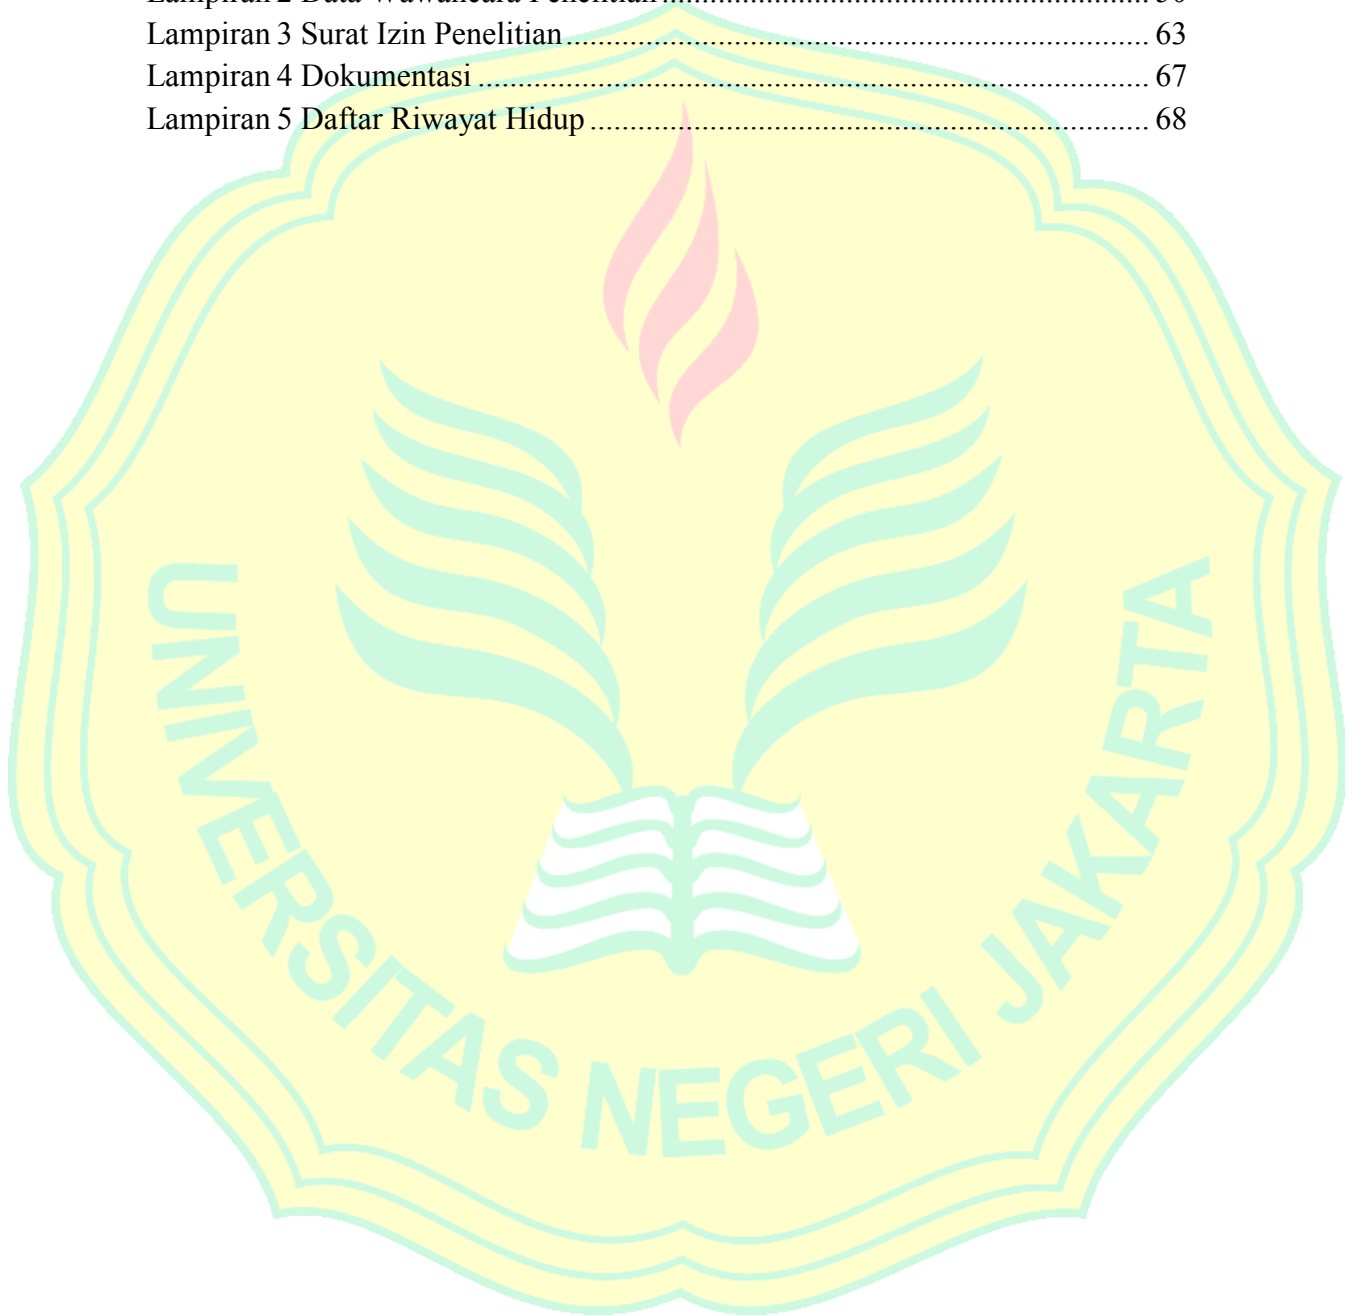 Lampiran 3 Surat Izin Penelitian........................................................................ 63
Lampiran 4 Dokumentasi ................................................................................... 67
Lampiran 5 Daftar Riwayat Hidup ..................................................................... 68
UNIVERSITAS NEGERI JAKARTA